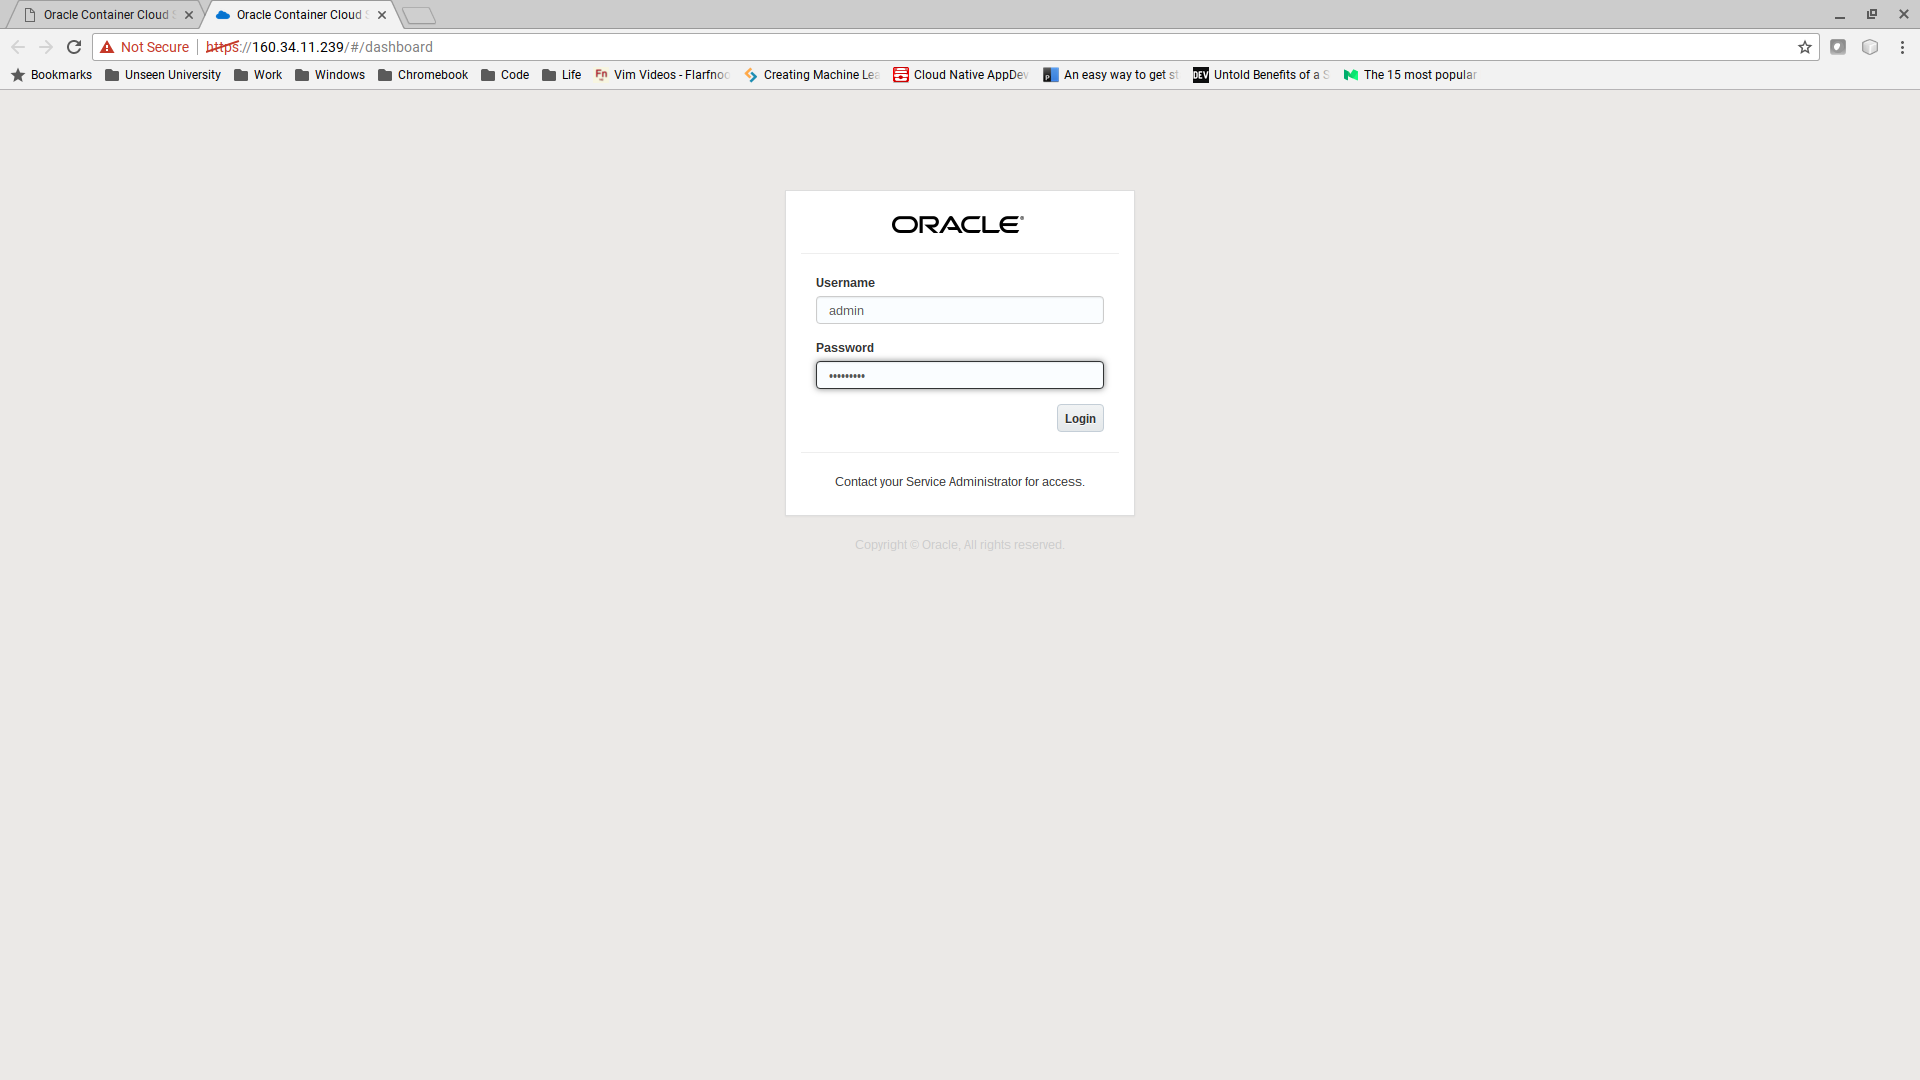 Oracle Container Cloud
Oracle Container Cloud
Not Secure https://160.34.11.239/#/dashboard
Bookmarks Unseen University Work Windows Chromebook Code Life Fn Vim Videos - Flarfnoo Creating Machine Lea Cloud Native AppDev An easy way to get st DEV Untold Benefits of a S The 15 most popular
ORACLE®
Username
admin
Password
•••••••••
Login
Contact your Service Administrator for access.
Copyright © Oracle, All rights reserved.